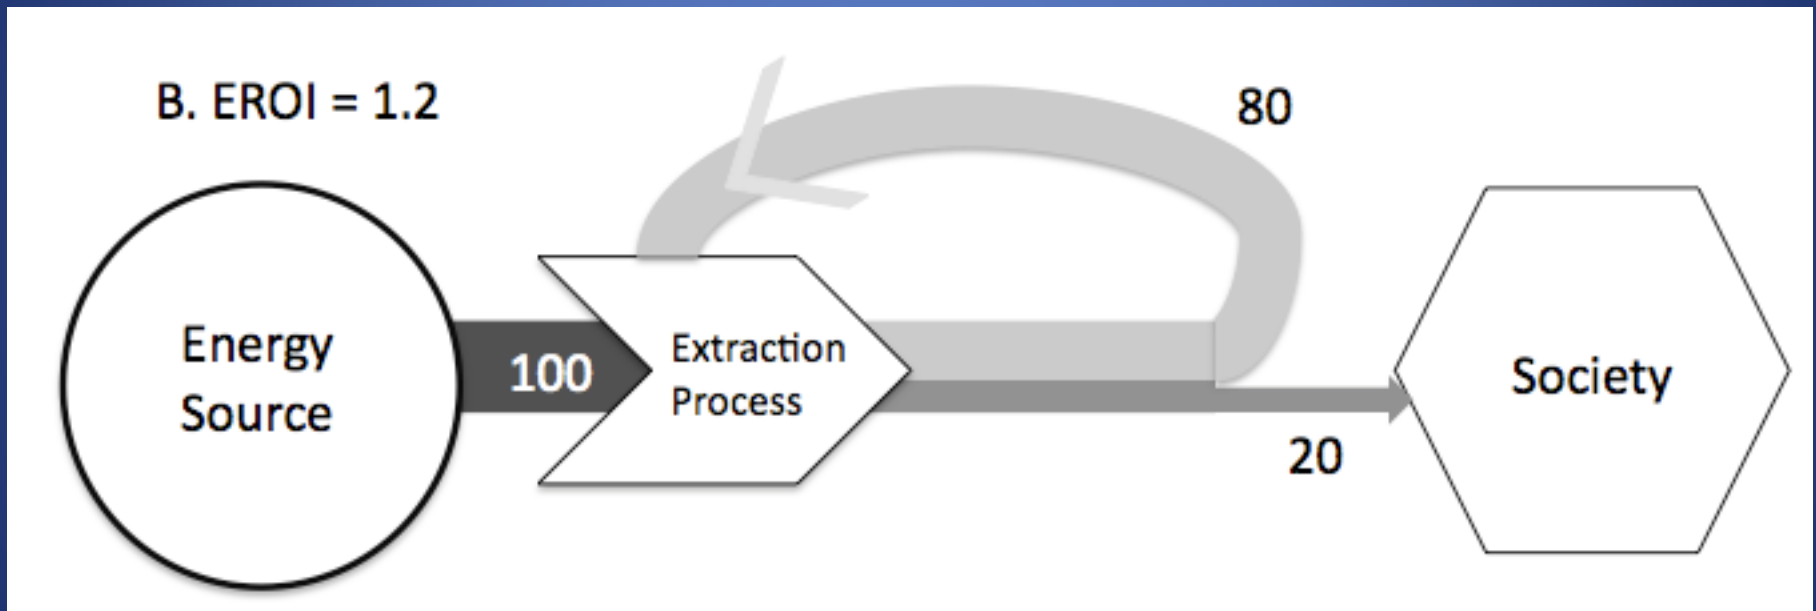 B. EROI = 1.2
80
Energy
Source
100
Extraction
Process
Society
20